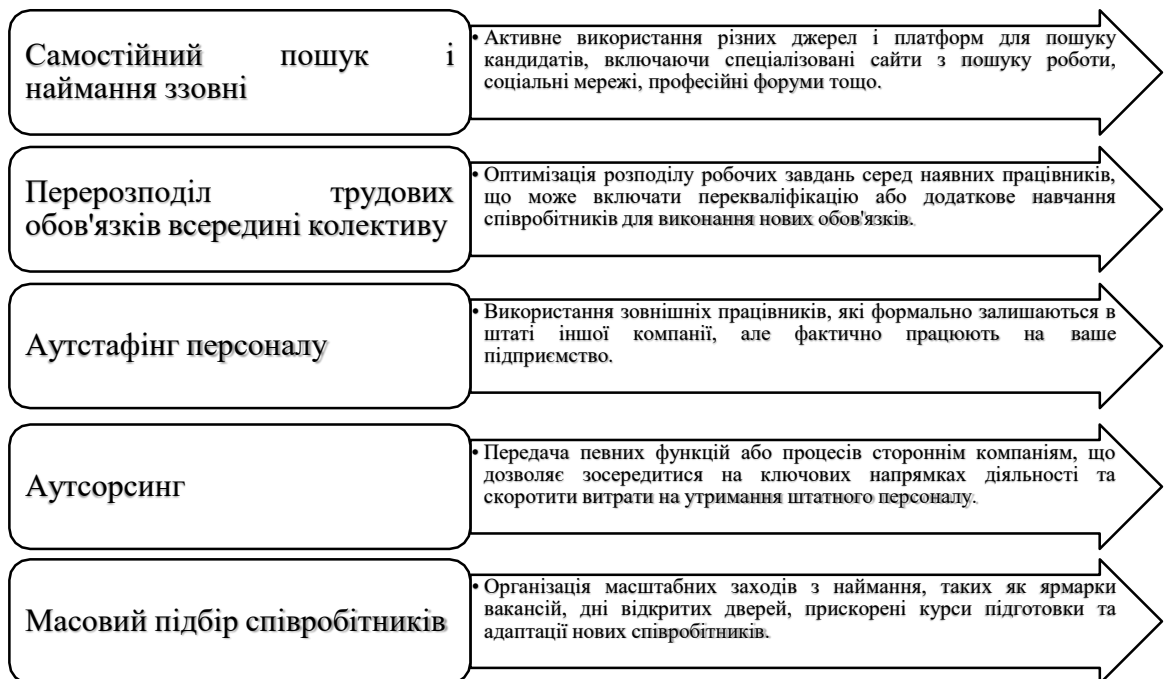 Самостійний пошук і
наймання ззовні
• Активне використання різних джерел і платформ для пошуку
кандидатів, включаючи спеціалізовані сайти з пошуку роботи,
соціальні мережі, професійні форуми тощо.
Перерозподіл трудових
обов'язків всередині колективу
• Оптимізація розподілу робочих завдань серед наявних працівників,
що може включати перекваліфікацію або додаткове навчання
співробітників для виконання нових обов'язків.
Аутстафінг персоналу
• Використання зовнішніх працівників, які формально залишаються в
штаті іншої компанії, але фактично працюють на ваше
підприємство.
Аутсорсинг
• Передача певних функцій або процесів стороннім компаніям, що
дозволяє зосередитися на ключових напрямках діяльності та
скоротити витрати на утримання штатного персоналу.
Масовий підбір співробітників
• Організація масштабних заходів з наймання, таких як ярмарки
вакансій, дні відкритих дверей, прискорені курси підготовки та
адаптації нових співробітників.